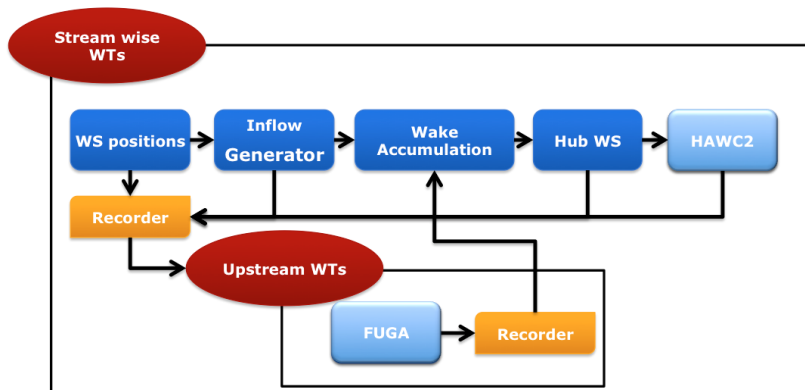 Stream wise
WTs
WS positions
Inflow
Generator
Wake
Accumulation
Hub WS
HAWC2
Recorder
Upstream WTs
FUGA
Recorder